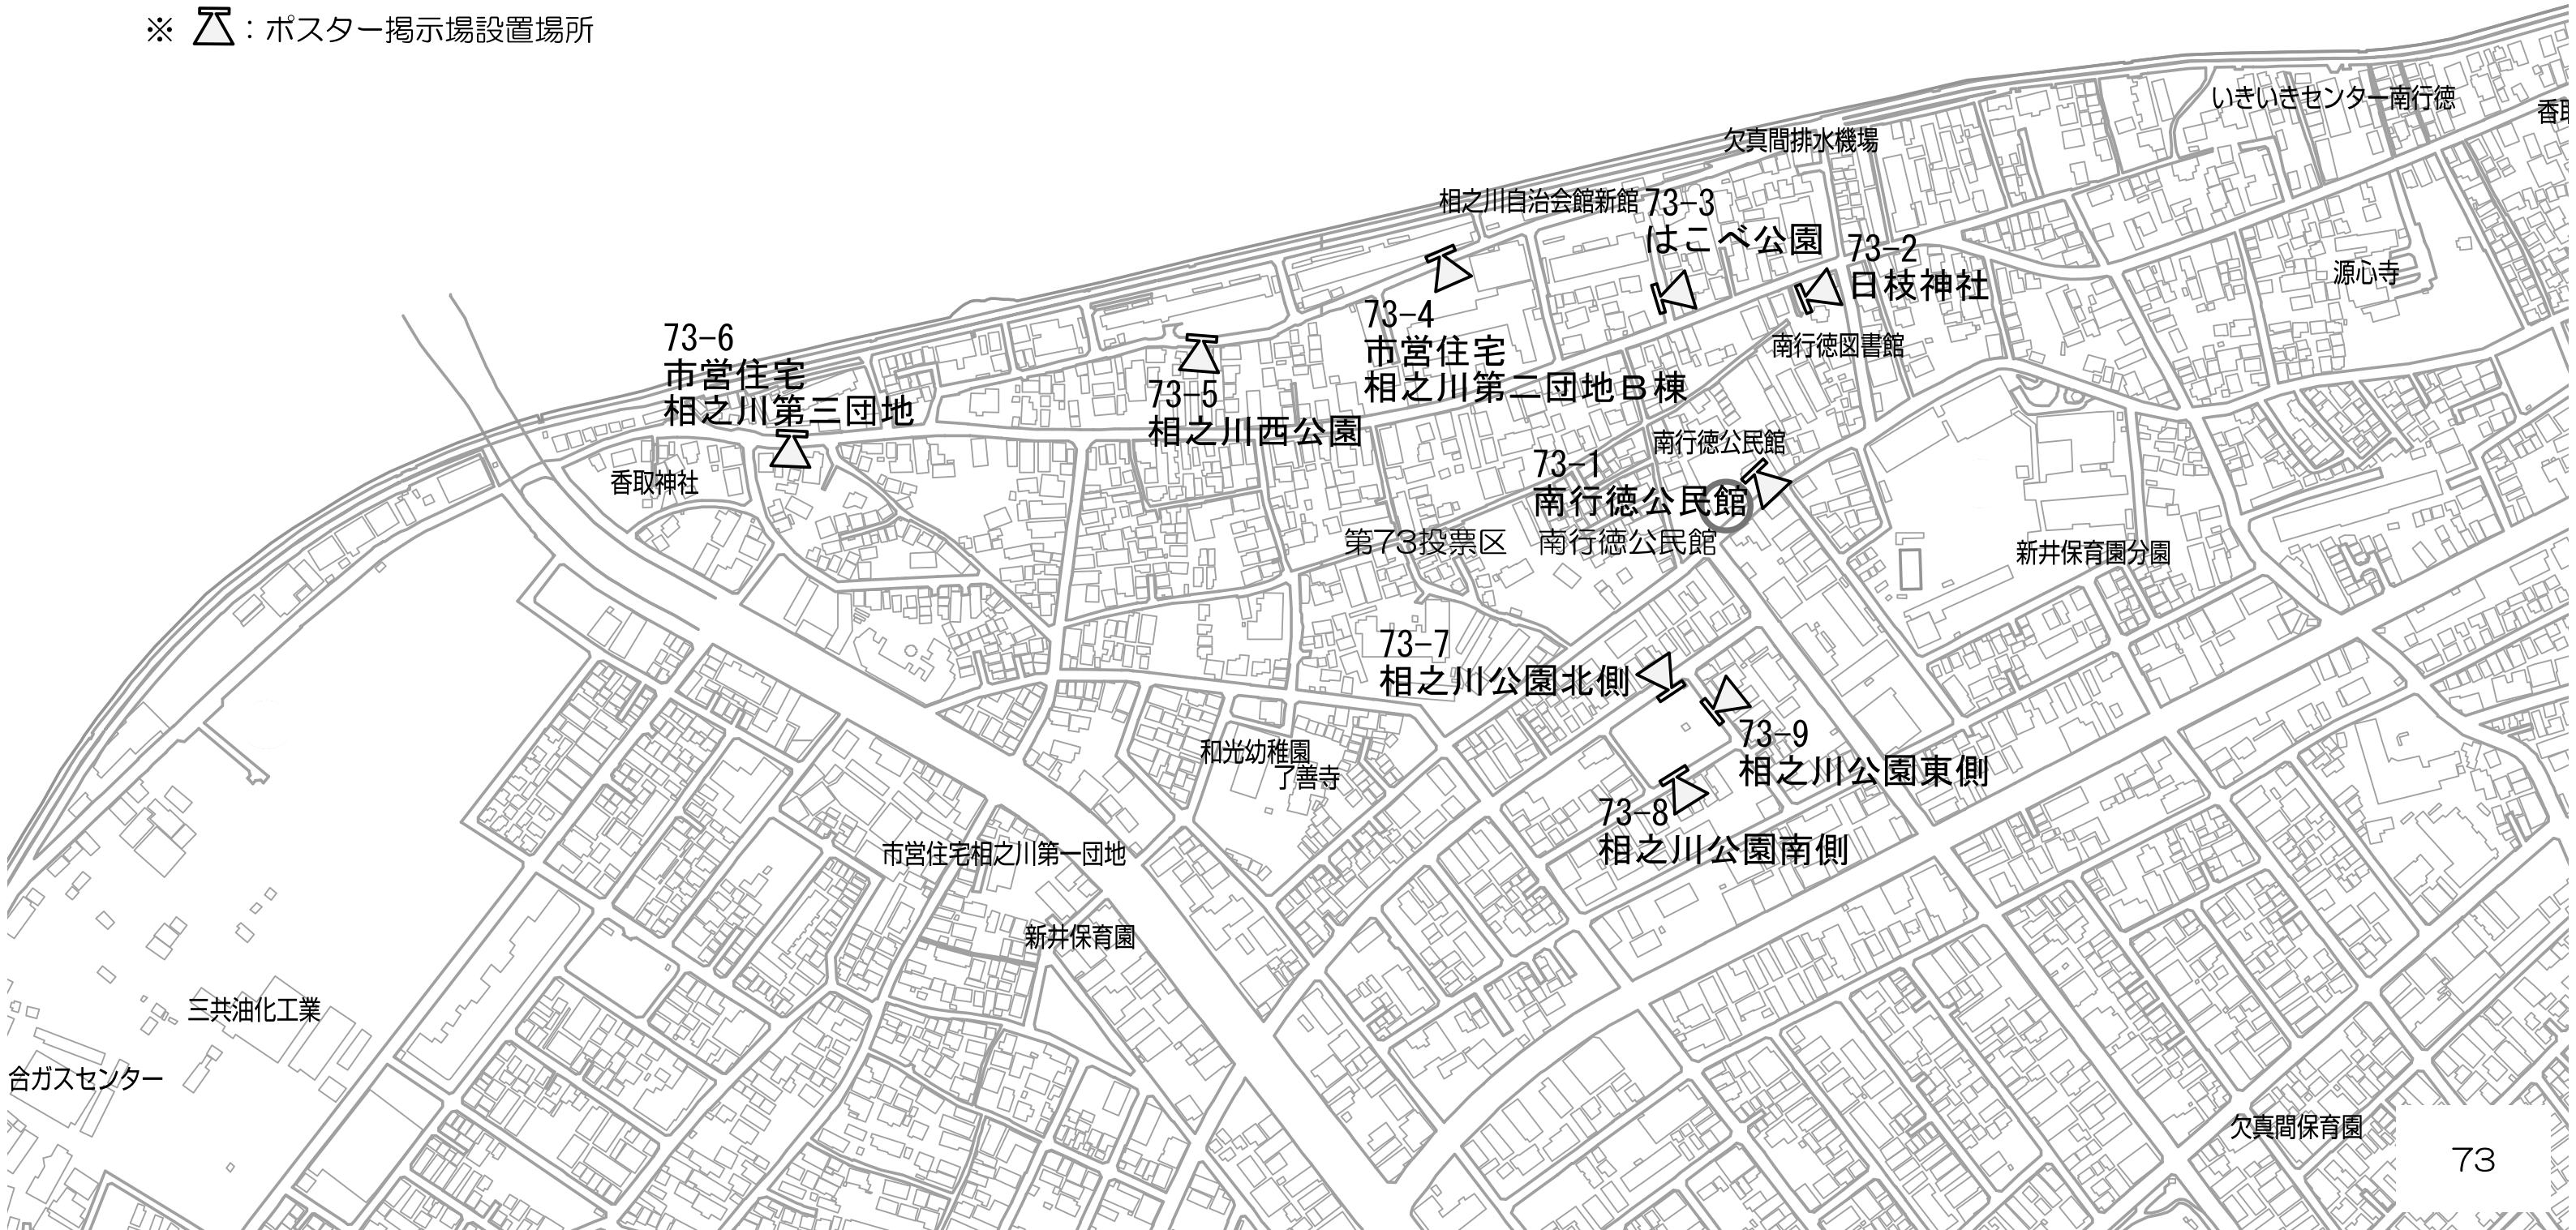 ※ : ポスター掲示場設置場所
いきいきセンター南行徳
香取
欠真間排水機場
相之川自治会館新館
73-3
はこべ公園
73-2
日枝神社
源心寺
南行徳図書館
73-4
市営住宅
相之川第二団地B棟
73-6
市営住宅
相之川第三団地
73-5
相之川西公園
香取神社
南行徳公民館
73-1
南行徳公民館
第73投票区　南行徳公民館
新井保育園分園
73-7
相之川公園北側
73-9
相之川公園東側
和光幼稚園
了善寺
73-8
相之川公園南側
市営住宅相之川第一団地
新井保育園
三共油化工業
合ガスセンター
欠真間保育園
73